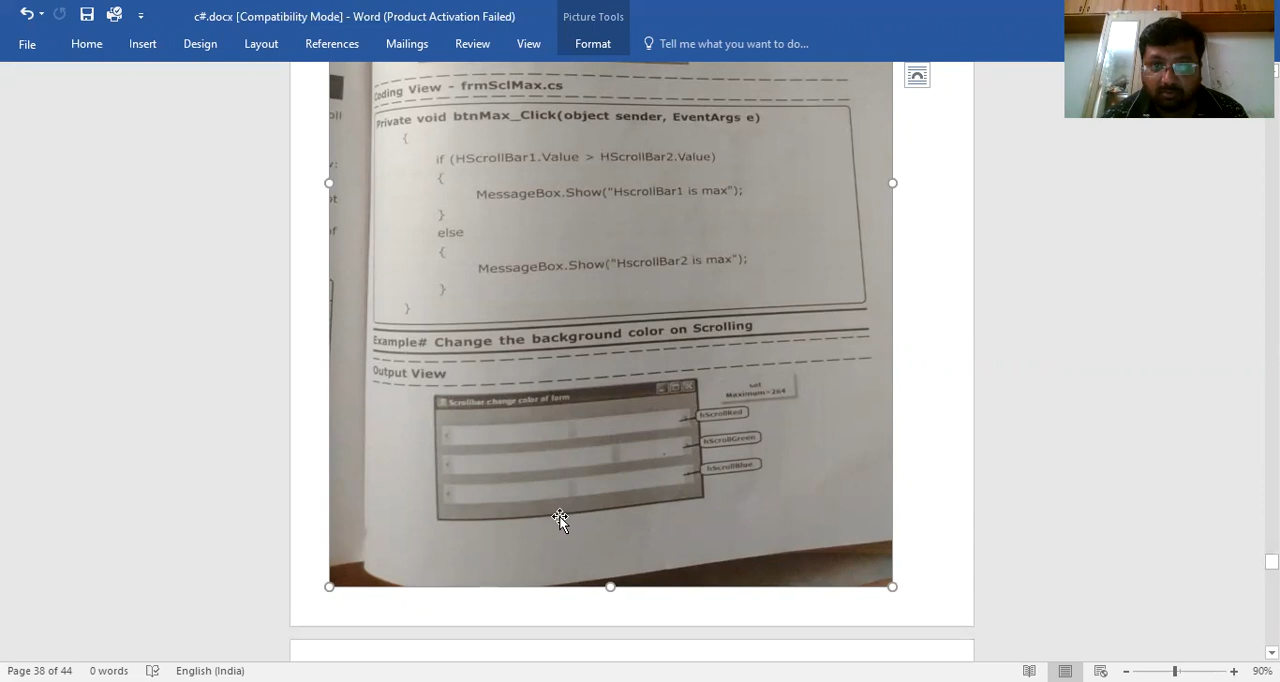 c#.docx [Compatibility Mode] - Word (Product Activation Failed)
Picture Tools
File
Home
Insert
Design
Layout
References
Mailings
Review
View
Format
Tell me what you want to do...
Coding View - frmSclMax.cs
Private void btnMax_Click(object sender, EventArgs e)
{
if (HScrollBar1.Value > HScrollBar2.Value)
{
MessageBox.Show("HscrollBar1 is max");
}
else
{
MessageBox.Show("HscrollBar2 is max");
}
}
Example# Change the background color on Scrolling
Output View
Scrollbar change color of form
set
Maximum=264
hScrollRed
hScrollGreen
hScrollBlue
Page 38 of 44
0 words
English (India)
90%